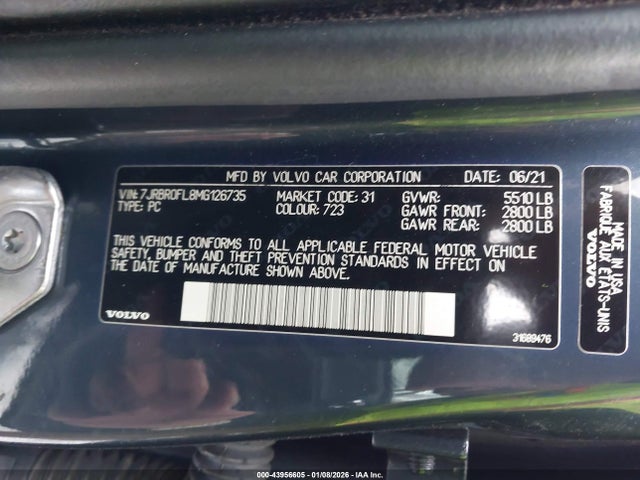 MFD BY VOLVO CAR CORPORATION DATE: 06/21
VIN: 7JRBR0FL8MG126735 MARKET CODE: 31 GVWR: 5510 LB
TYPE: PC COLOUR: 723 GAWR FRONT: 2800 LB
GAWR REAR: 2800 LB
THIS VEHICLE CONFORMS TO ALL APPLICABLE FEDERAL MOTOR VEHICLE
SAFETY, BUMPER AND THEFT PREVENTION STANDARDS IN EFFECT ON
THE DATE OF MANUFACTURE SHOWN ABOVE.
VOLVO
31689476
MADE IN USA
FABRIQUÉ AUX ÉTATS-UNIS
VOLVO
000-43956605 - 01/08/2026 - IAA Inc.